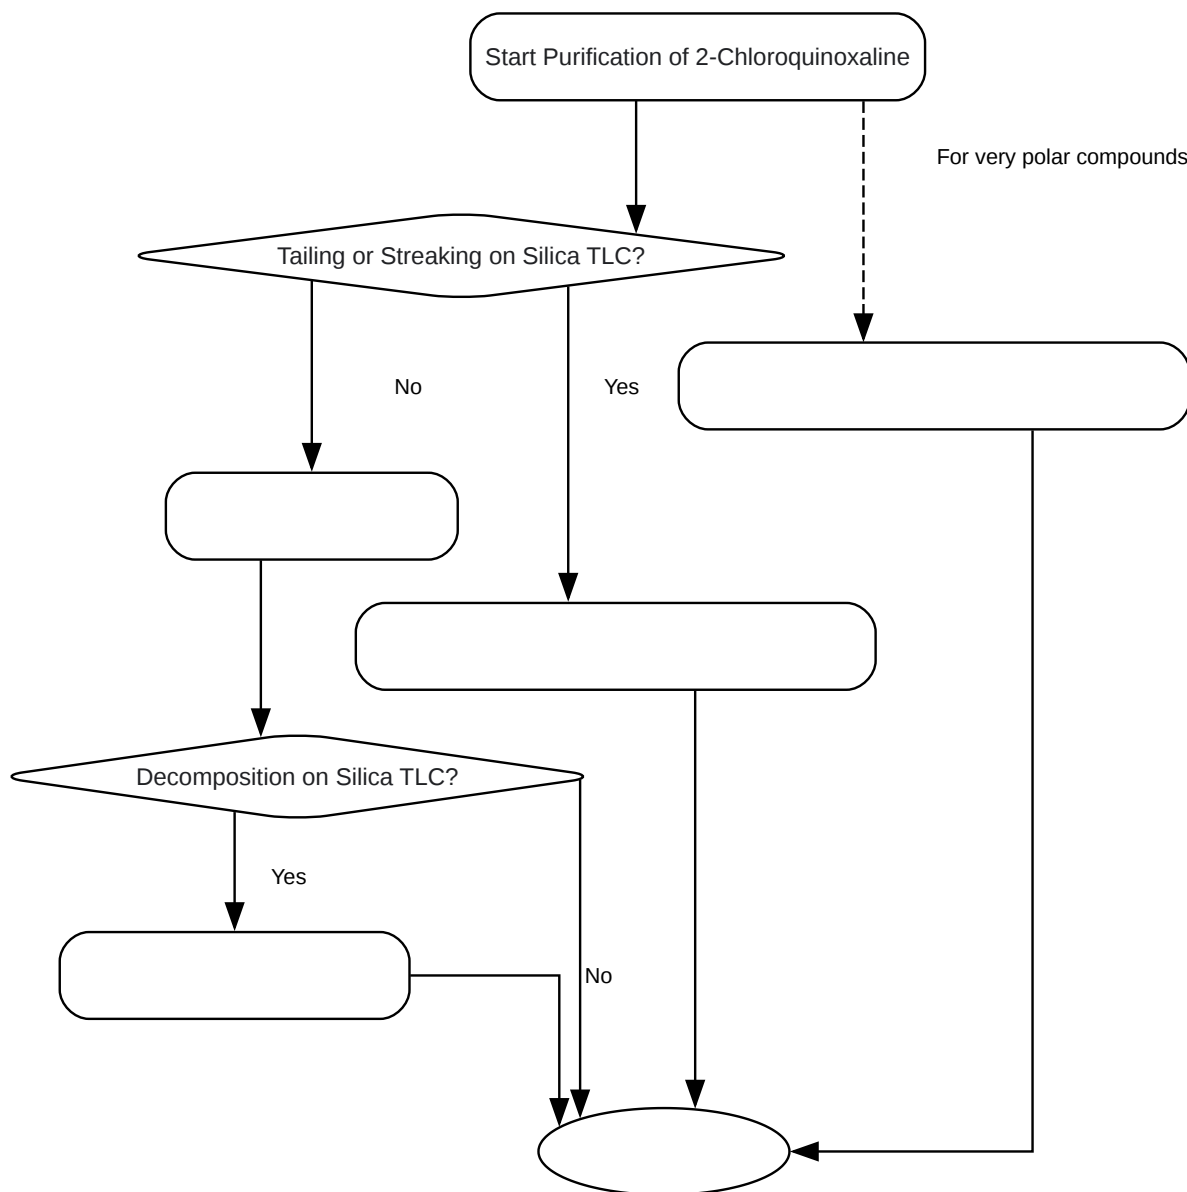 Start Purification of 2-Chloroquinoxaline
For very polar compounds
Tailing or Streaking on Silica TLC?
No
Yes
Decomposition on Silica TLC?
Yes
No